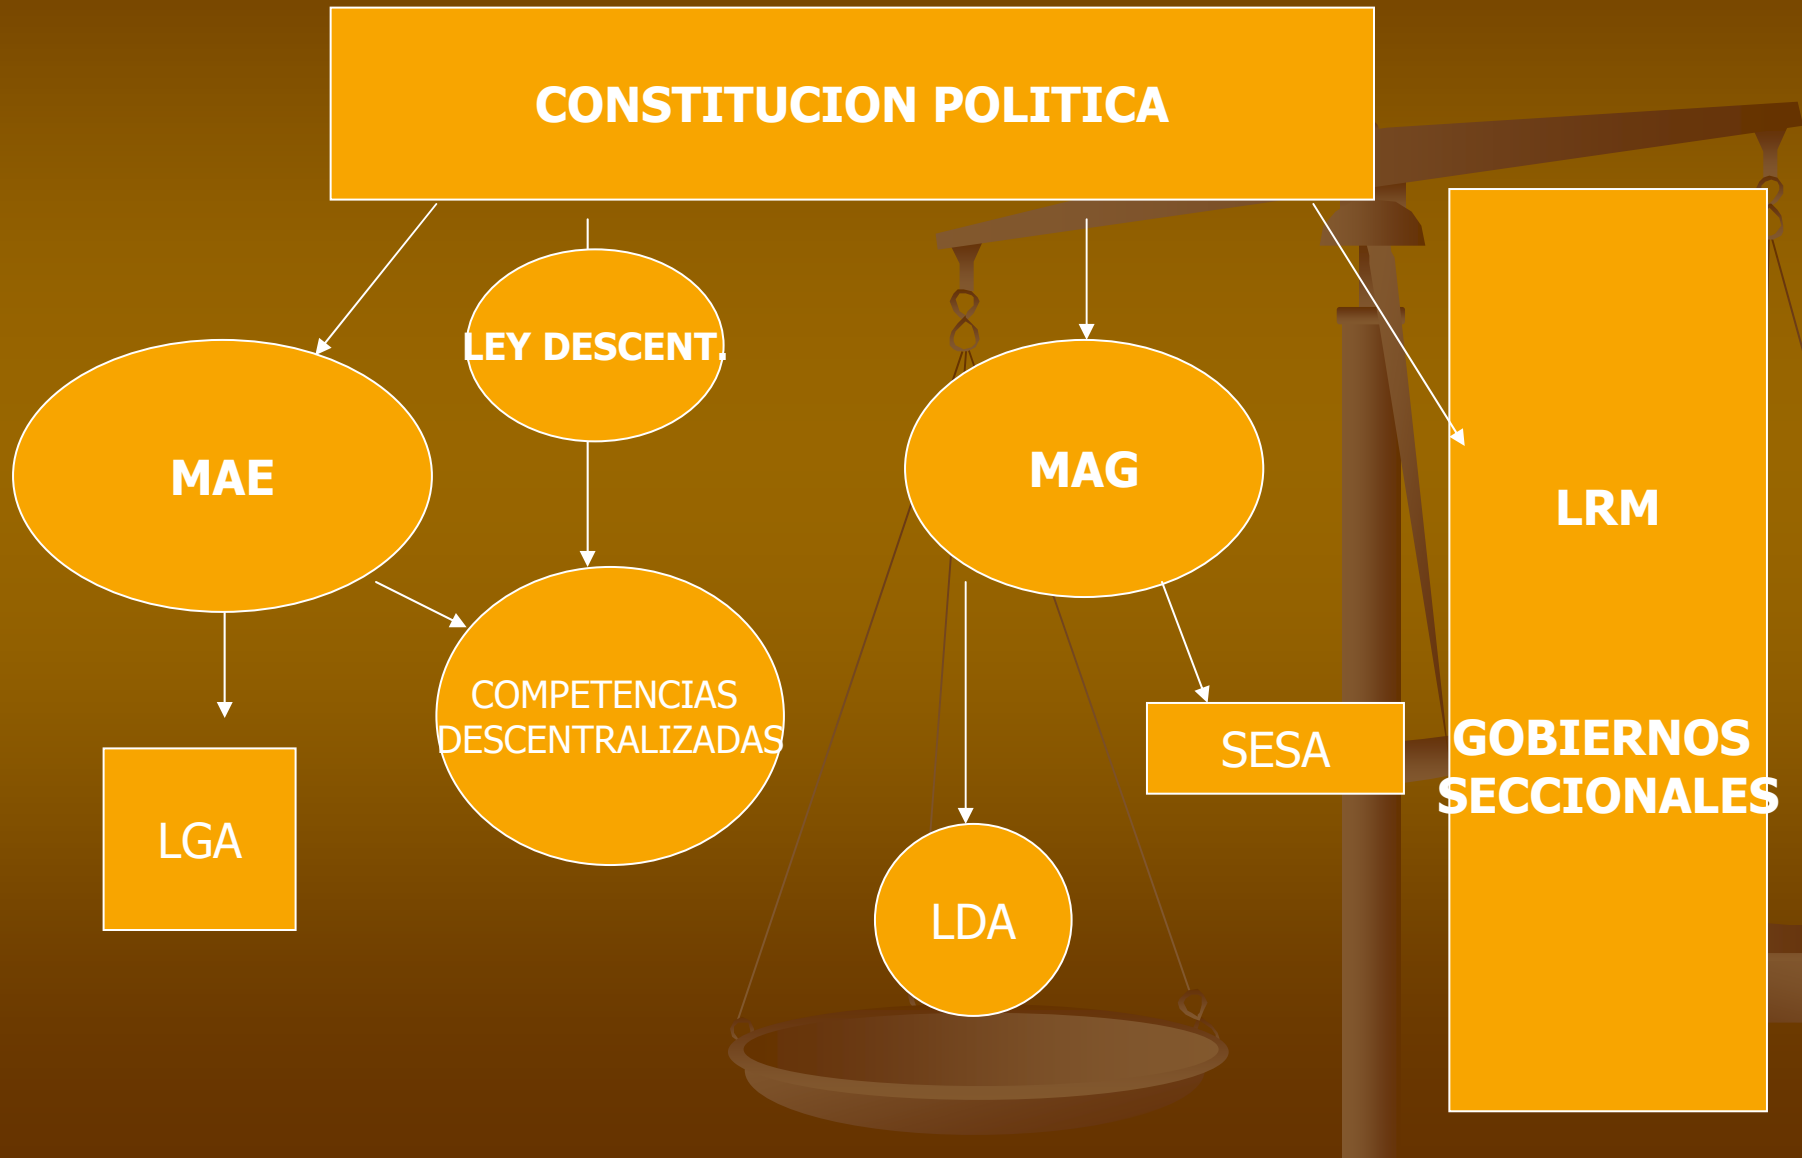 CONSTITUCION POLITICA
LEY DESCENT.
MAE
MAG
LRM
COMPETENCIAS
DESCENTRALIZADAS
SESA
GOBIERNOS
SECCIONALES
LGA
LDA